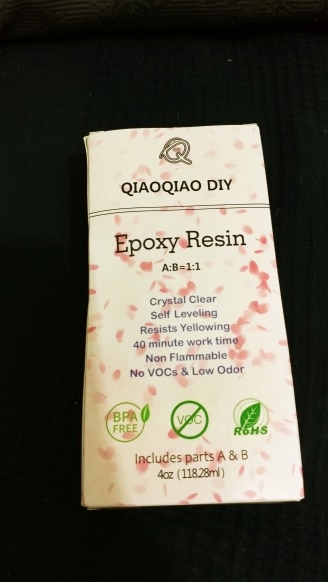 QIAOQIAO DIY
Epoxy Resin
A:B=1:1
Crystal Clear
Self Leveling
Resists Yellowing
40 minute work time
Non Flammable
No VOCs & Low Odor
BPA FREE
VOC
RoHS
Includes parts A & B
4oz (118.28ml)